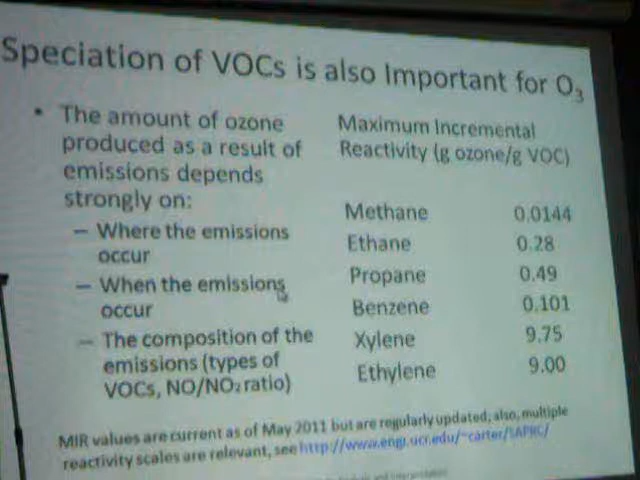 Speciation of VOCs is also Important for O3
• The amount of ozone
produced as a result of
emissions depends
strongly on:
– Where the emissions
occur
– When the emissions
occur
– The composition of the
emissions (types of
VOCs, NO/NO2 ratio)
Maximum Incremental
Reactivity (g ozone/g VOC)
Methane 0.0144
Ethane 0.28
Propane 0.49
Benzene 0.101
Xylene 9.75
Ethylene 9.00
MIR values are current as of May 2011 but are regularly updated; also, multiple
reactivity scales are relevant, see http://www.engr.ucr.edu/~carter/SAPRC/